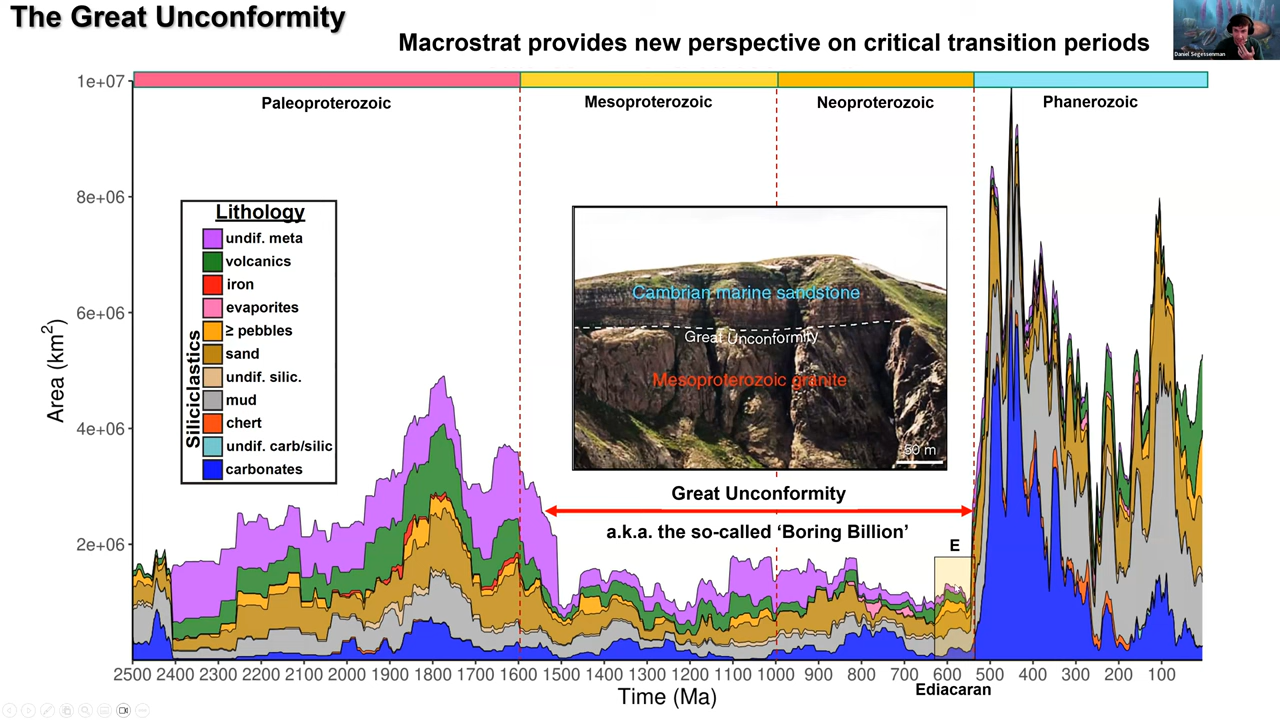 The Great Unconformity
Macrostrat provides new perspective on critical transition periods
Daniel Segessenman
1e+07
8e+06
6e+06
4e+06
2e+06
Area (km2)
Paleoproterozoic
Mesoproterozoic
Neoproterozoic
Phanerozoic
Lithology
undif. meta
volcanics
iron
evaporites
≥ pebbles
sand
undif. silic.
mud
chert
undif. carb/silic
carbonates
Siliciclastics
Cambrian marine sandstone
Great Unconformity
Mesoproterozoic granite
50 m
Great Unconformity
a.k.a. the so-called ‘Boring Billion’
E
2500 2400 2300 2200 2100 2000 1900 1800 1700 1600 1500 1400 1300 1200 1100 1000 900 800 700 600 500 400 300 200 100
Ediacaran
Time (Ma)